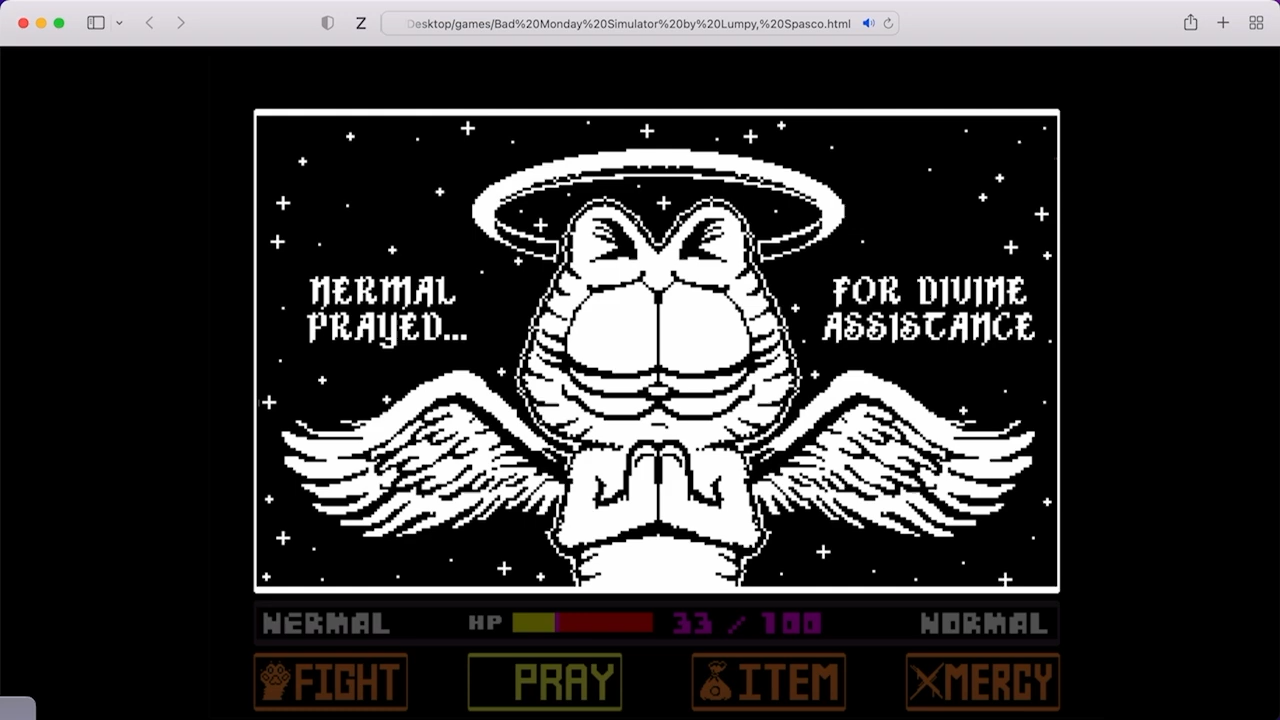 Z
Desktop/games/Bad%20Monday%20Simulator%20by%20Lumpy,%20Spasco.html
NERMAL
PRAYED...
FOR DIVINE
ASSISTANCE
NERMAL HP 33 / 100 NORMAL
FIGHT PRAY ITEM MERCY